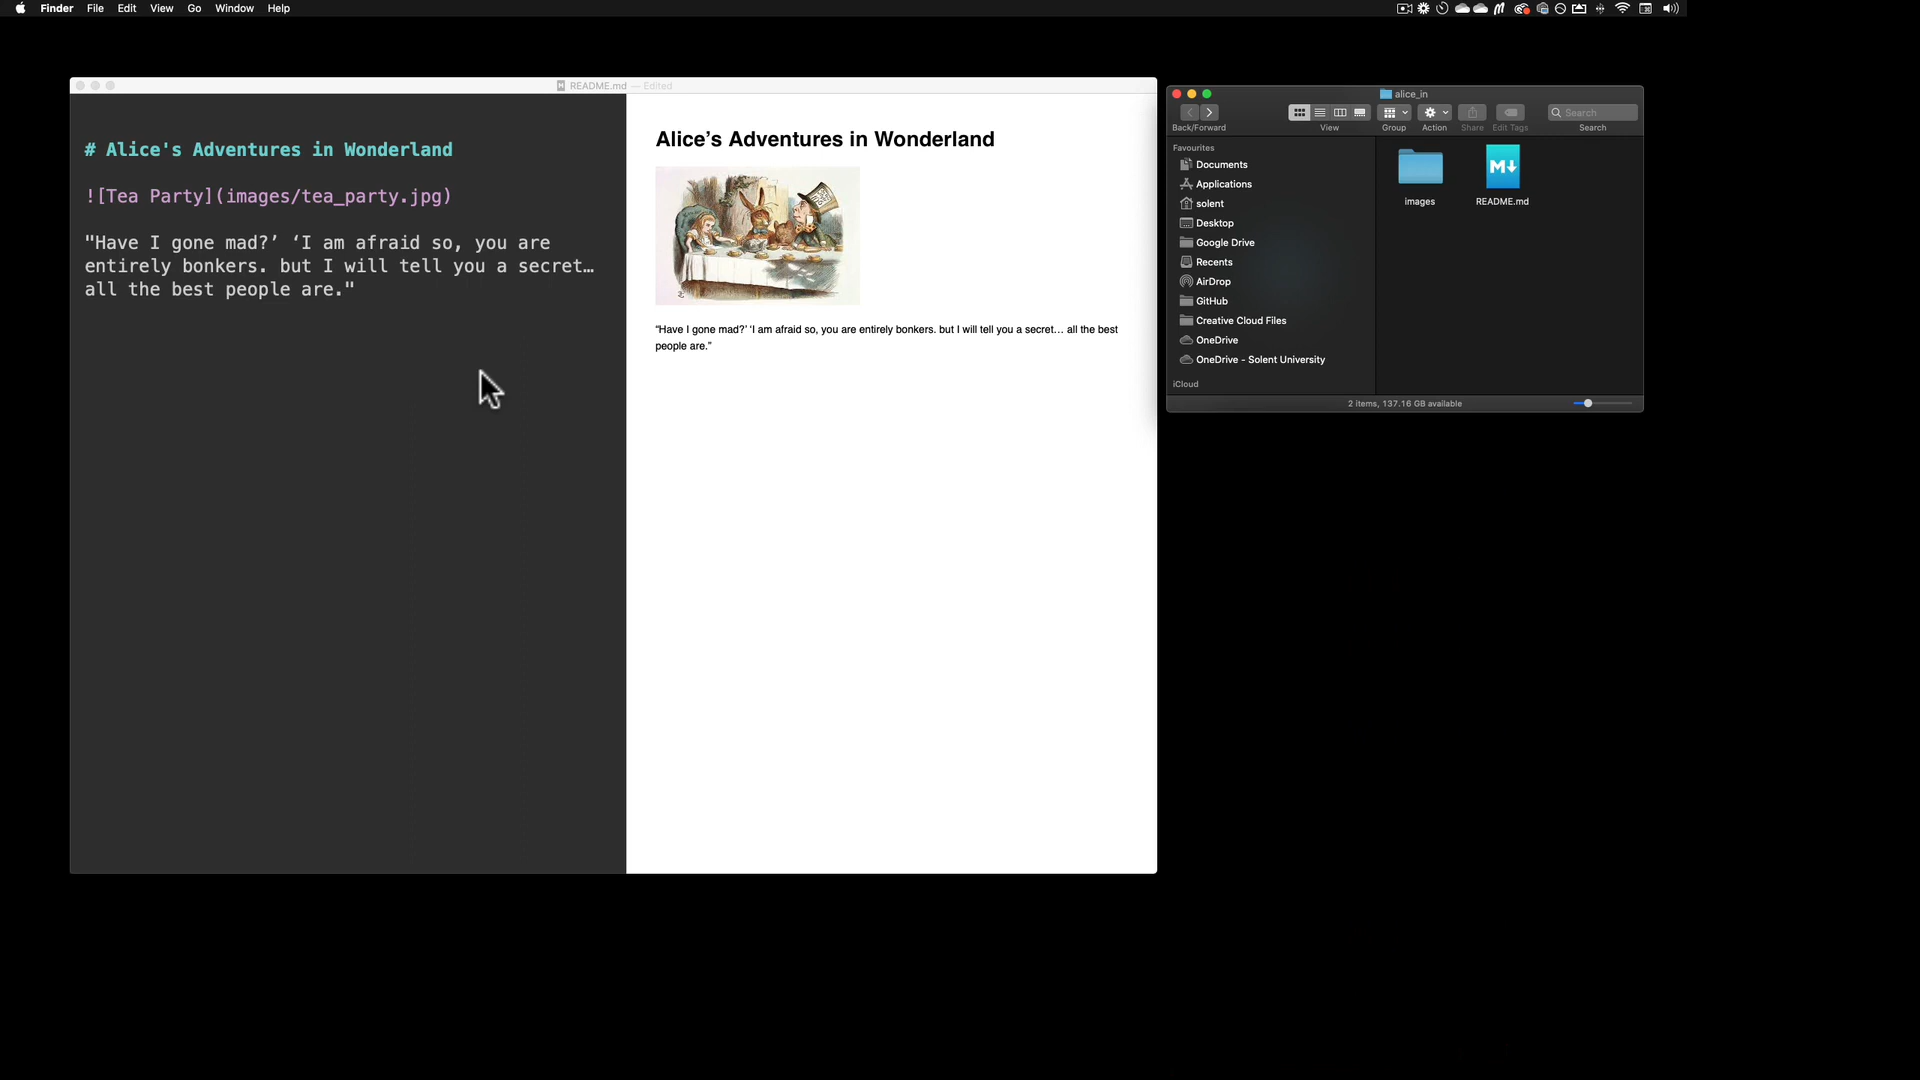 Finder File Edit View Go Window Help
README.md — Edited
# Alice's Adventures in Wonderland
![Tea Party](images/tea_party.jpg)
"Have I gone mad?’ ‘I am afraid so, you are
entirely bonkers. but I will tell you a secret…
all the best people are."
Alice’s Adventures in Wonderland
“Have I gone mad?’ ‘I am afraid so, you are entirely bonkers. but I will tell you a secret… all the best
people are.”
alice_in
Search
Back/Forward View Group Action Share Edit Tags Search
Favourites
Documents
Applications
solent
Desktop
Google Drive
Recents
AirDrop
GitHub
Creative Cloud Files
OneDrive
OneDrive - Solent University
iCloud
M
images README.md
2 items, 137.16 GB available